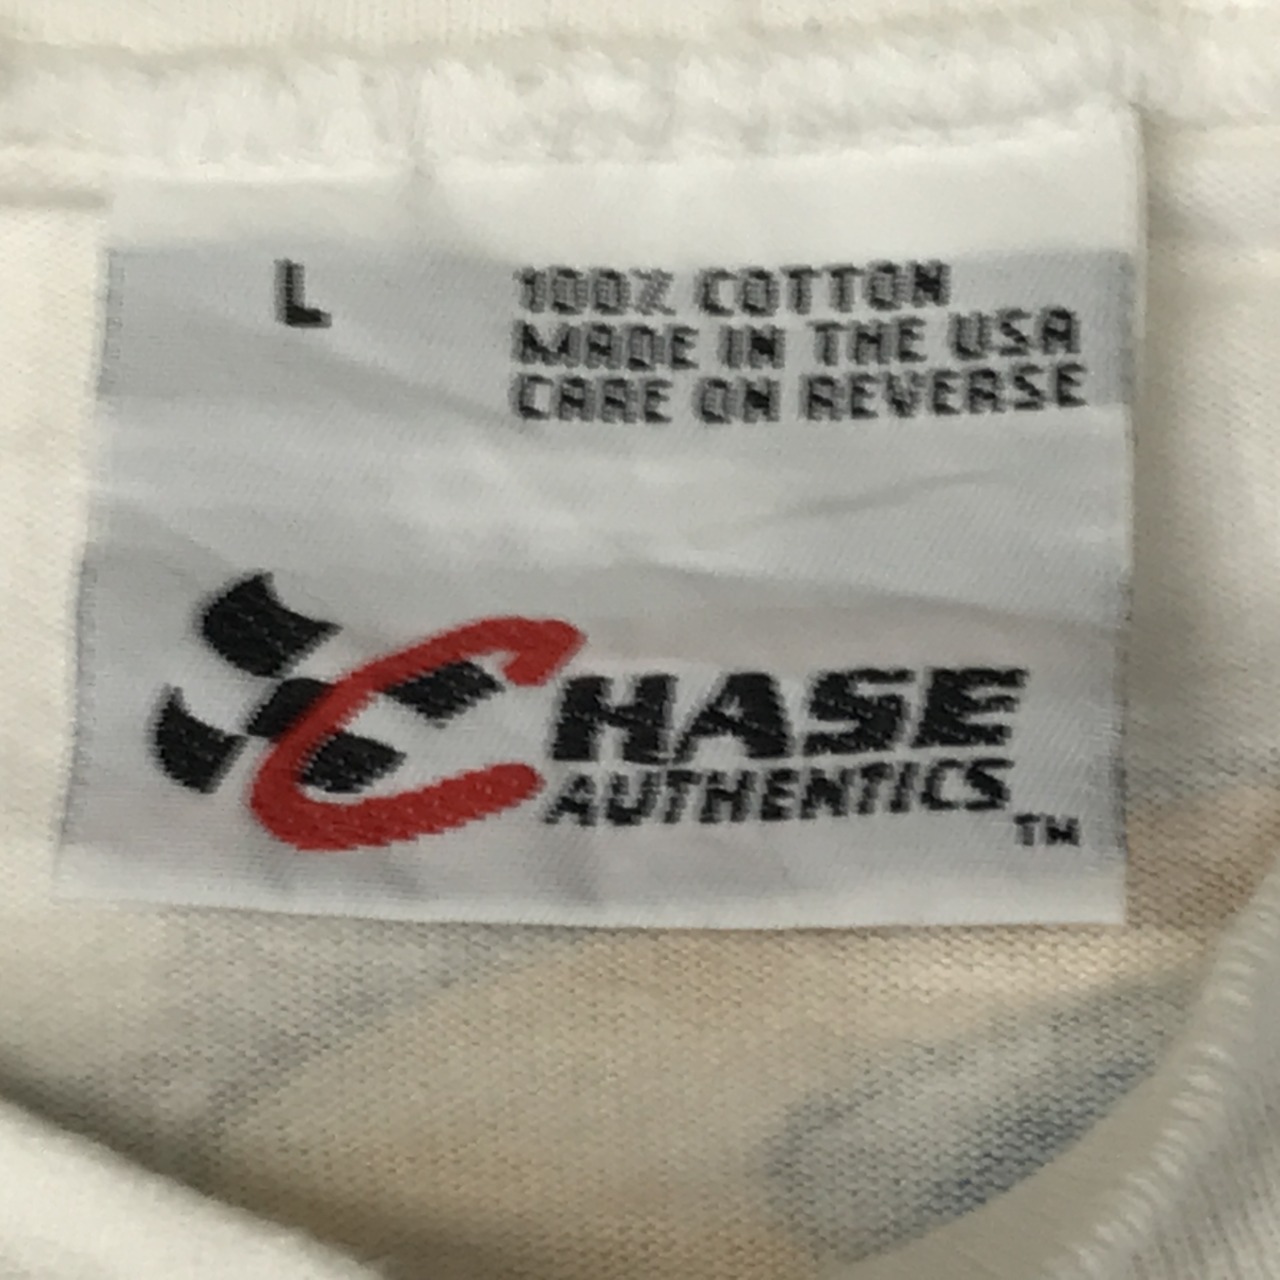 L
100% COTTON
MADE IN THE USA
CARE ON REVERSE
CHASE
AUTHENTICS
TM